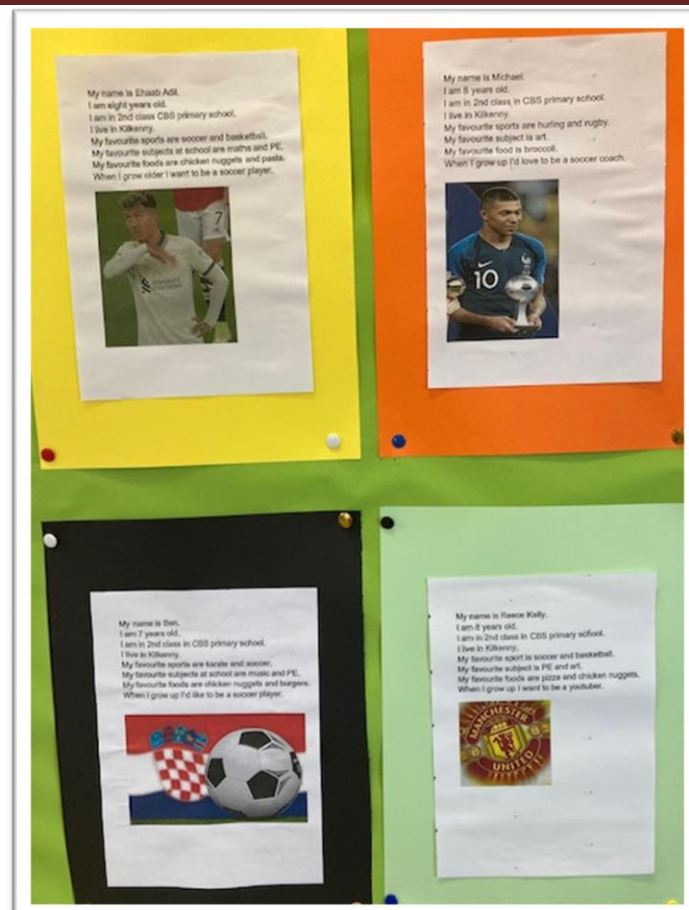 My name is Ehaab Adil.
I am eight years old.
I am in 2nd class CBS primary school.
I live in Kilkenny.
My favourite sports are soccer and basketball.
My favourite subjects at school are maths and PE.
My favourite foods are chicken nuggets and pasta.
When I grow older I want to be a soccer player.
7
My name is Michael.
I am 8 years old.
I am in 2nd class in CBS primary school.
I live in Kilkenny.
My favourite sports are hurling and rugby.
My favourite subject is art.
My favourite food is broccoli.
When I grow up I'd love to be a soccer coach.
10
My name is Ben.
I am 7 years old.
I am in 2nd class in CBS primary school.
I live in Kilkenny.
My favourite sports are karate and soccer.
My favourite subjects at school are music and PE.
My favourite foods are chicken nuggets and burgers.
When I grow up I'd like to be a soccer player.
My name is Reece Kelly.
I am 8 years old.
I am in 2nd class in CBS primary school.
I live in Kilkenny.
My favourite sport is soccer and basketball.
My favourite subject is PE and art.
My favourite foods are pizza and chicken nuggets.
When I grow up I want to be a youtuber.
MANCHESTER
UNITED